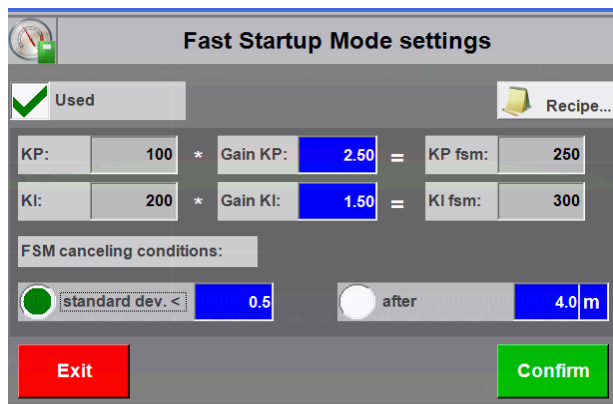 Fast Startup Mode settings
Used
Recipe...
KP: 100 * Gain KP: 2.50 = KP fsm: 250
KI: 200 * Gain KI: 1.50 = KI fsm: 300
FSM canceling conditions:
standard dev. < 0.5 after 4.0 m
Exit Confirm